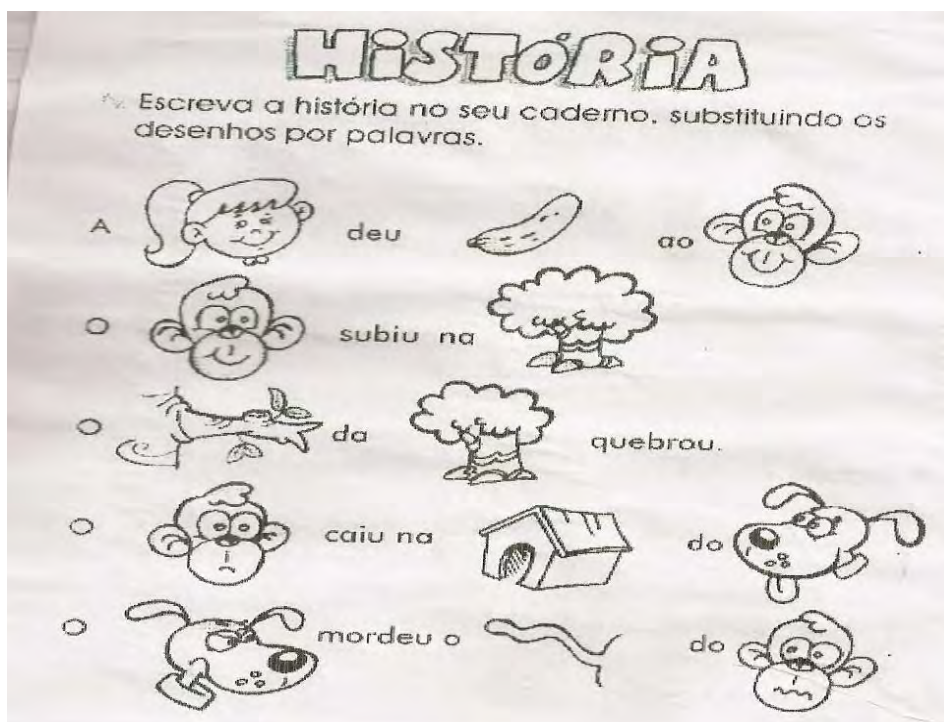 HiSTÓRiA
Escreva a história no seu caderno, substituindo os
desenhos por palavras.
A deu ao
O subiu na
O da quebrou.
O caiu na do
O mordeu o do